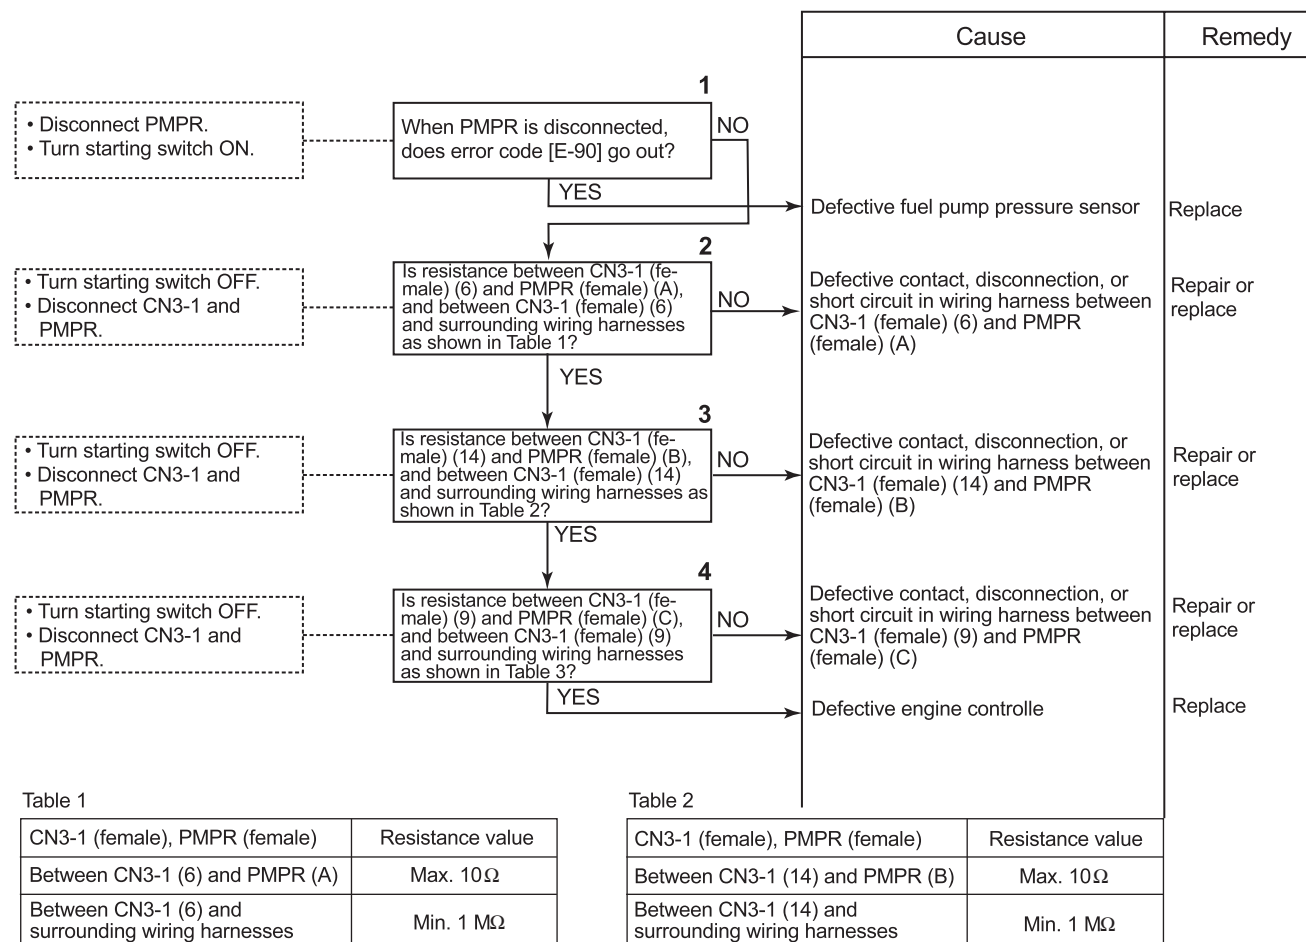 Cause
Remedy
1
• Disconnect PMPR.
• Turn starting switch ON.
When PMPR is disconnected,
does error code [E-90] go out?
NO
YES
Defective fuel pump pressure sensor
Replace
2
• Turn starting switch OFF.
• Disconnect CN3-1 and
PMPR.
Is resistance between CN3-1 (fe-
male) (6) and PMPR (female) (A),
and between CN3-1 (female) (6)
and surrounding wiring harnesses
as shown in Table 1?
NO
Defective contact, disconnection, or
short circuit in wiring harness between
CN3-1 (female) (6) and PMPR
(female) (A)
Repair or
replace
YES
3
• Turn starting switch OFF.
• Disconnect CN3-1 and
PMPR.
Is resistance between CN3-1 (fe-
male) (14) and PMPR (female) (B),
and between CN3-1 (female) (14)
and surrounding wiring harnesses as
shown in Table 2?
NO
Defective contact, disconnection, or
short circuit in wiring harness between
CN3-1 (female) (14) and PMPR
(female) (B)
Repair or
replace
YES
4
• Turn starting switch OFF.
• Disconnect CN3-1 and
PMPR.
Is resistance between CN3-1 (fe-
male) (9) and PMPR (female) (C),
and between CN3-1 (female) (9)
and surrounding wiring harnesses
as shown in Table 3?
NO
Defective contact, disconnection, or
short circuit in wiring harness between
CN3-1 (female) (9) and PMPR
(female) (C)
Repair or
replace
YES
Defective engine controlle
Replace
Table 1
CN3-1 (female), PMPR (female)
Resistance value
Between CN3-1 (6) and PMPR (A)
Max. 10Ω
Between CN3-1 (6) and
surrounding wiring harnesses
Min. 1 MΩ
Table 2
CN3-1 (female), PMPR (female)
Resistance value
Between CN3-1 (14) and PMPR (B)
Max. 10Ω
Between CN3-1 (14) and
surrounding wiring harnesses
Min. 1 MΩ